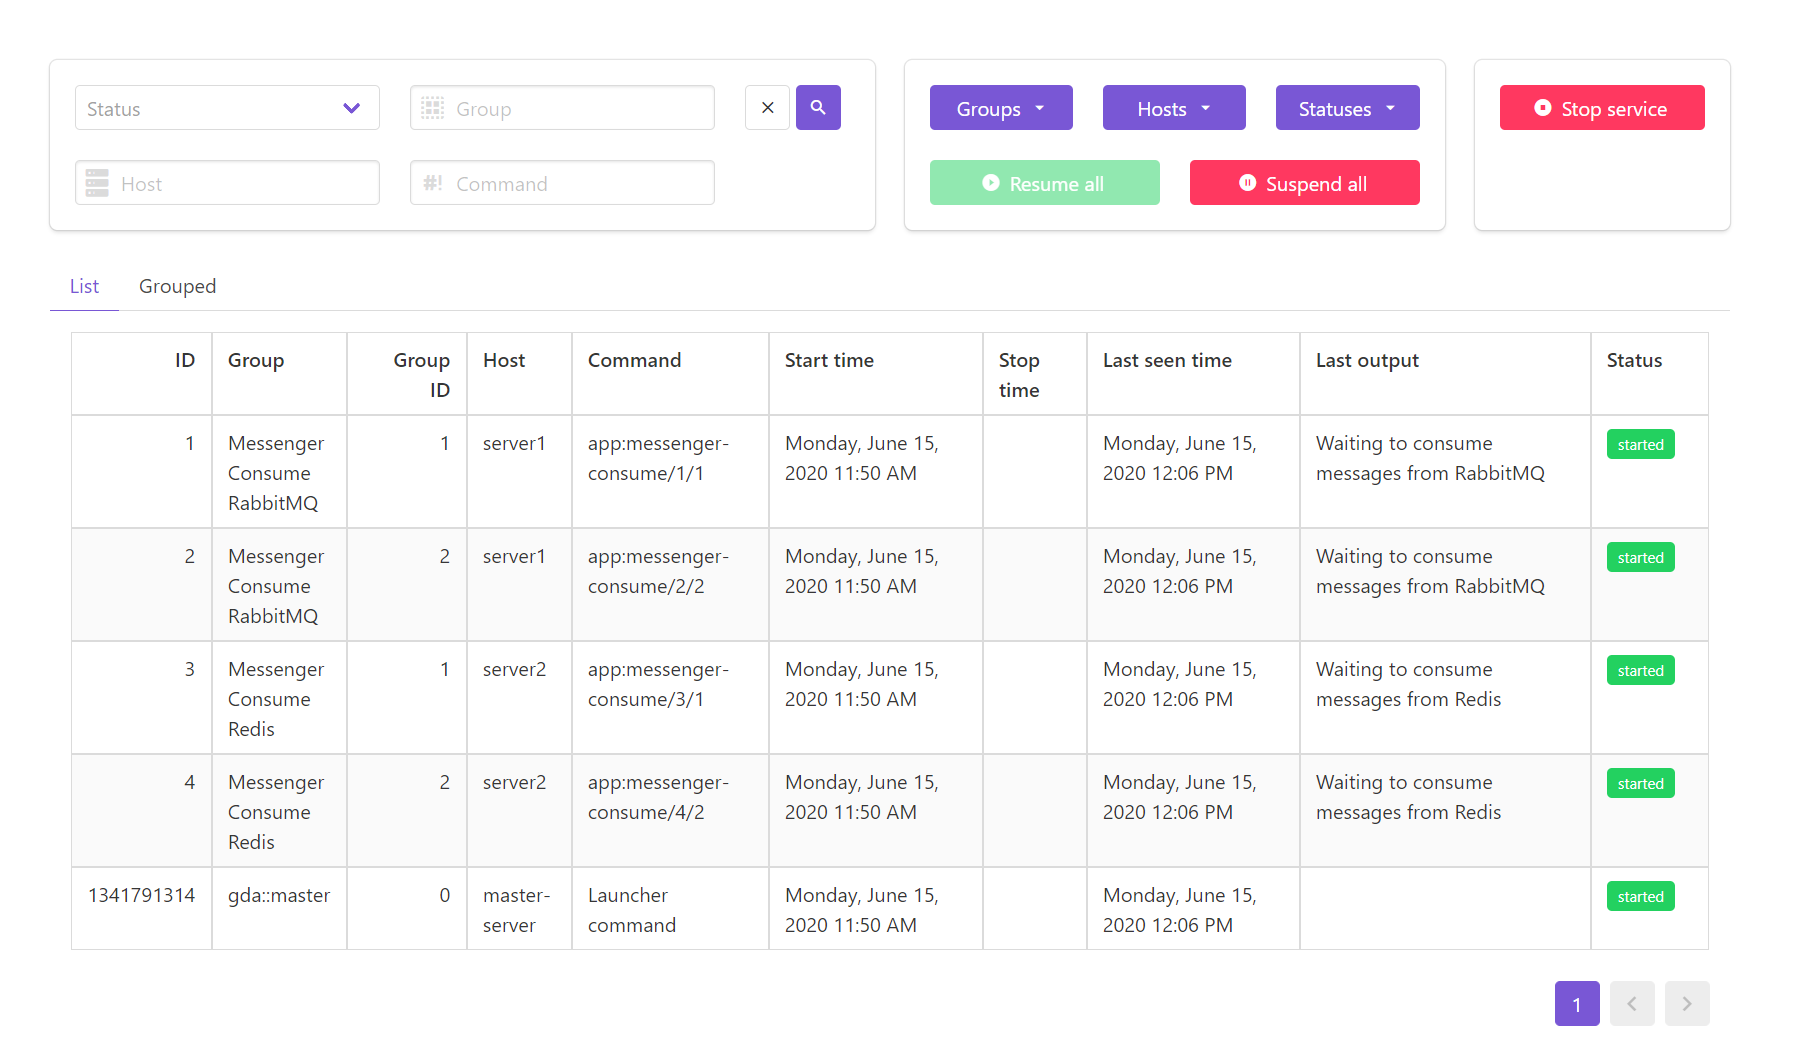 Status
Group
Host
#! Command
Groups
Hosts
Statuses
Resume all
Suspend all
Stop service
List
Grouped
ID
Group
Group
ID
Host
Command
Start time
Stop
time
Last seen time
Last output
Status
1
Messenger
Consume
RabbitMQ
1
server1
app:messenger-
consume/1/1
Monday, June 15,
2020 11:50 AM
Monday, June 15,
2020 12:06 PM
Waiting to consume
messages from RabbitMQ
started
2
Messenger
Consume
RabbitMQ
2
server1
app:messenger-
consume/2/2
Monday, June 15,
2020 11:50 AM
Monday, June 15,
2020 12:06 PM
Waiting to consume
messages from RabbitMQ
started
3
Messenger
Consume
Redis
1
server2
app:messenger-
consume/3/1
Monday, June 15,
2020 11:50 AM
Monday, June 15,
2020 12:06 PM
Waiting to consume
messages from Redis
started
4
Messenger
Consume
Redis
2
server2
app:messenger-
consume/4/2
Monday, June 15,
2020 11:50 AM
Monday, June 15,
2020 12:06 PM
Waiting to consume
messages from Redis
started
1341791314
gda::master
0
master-
server
Launcher
command
Monday, June 15,
2020 11:50 AM
Monday, June 15,
2020 12:06 PM
started
1